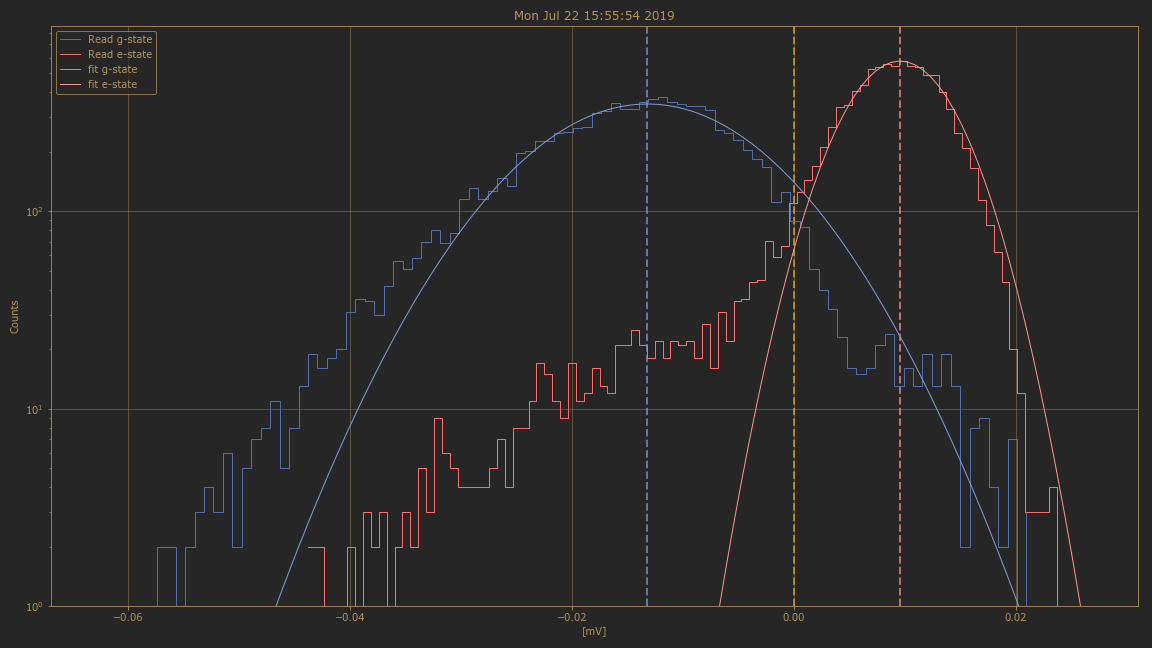 Mon Jul 22 15:55:54 2019
Read g-state
Read e-state
fit g-state
fit e-state
Counts
10²
10¹
10⁰
−0.06
−0.04
−0.02
0.00
0.02
[mV]